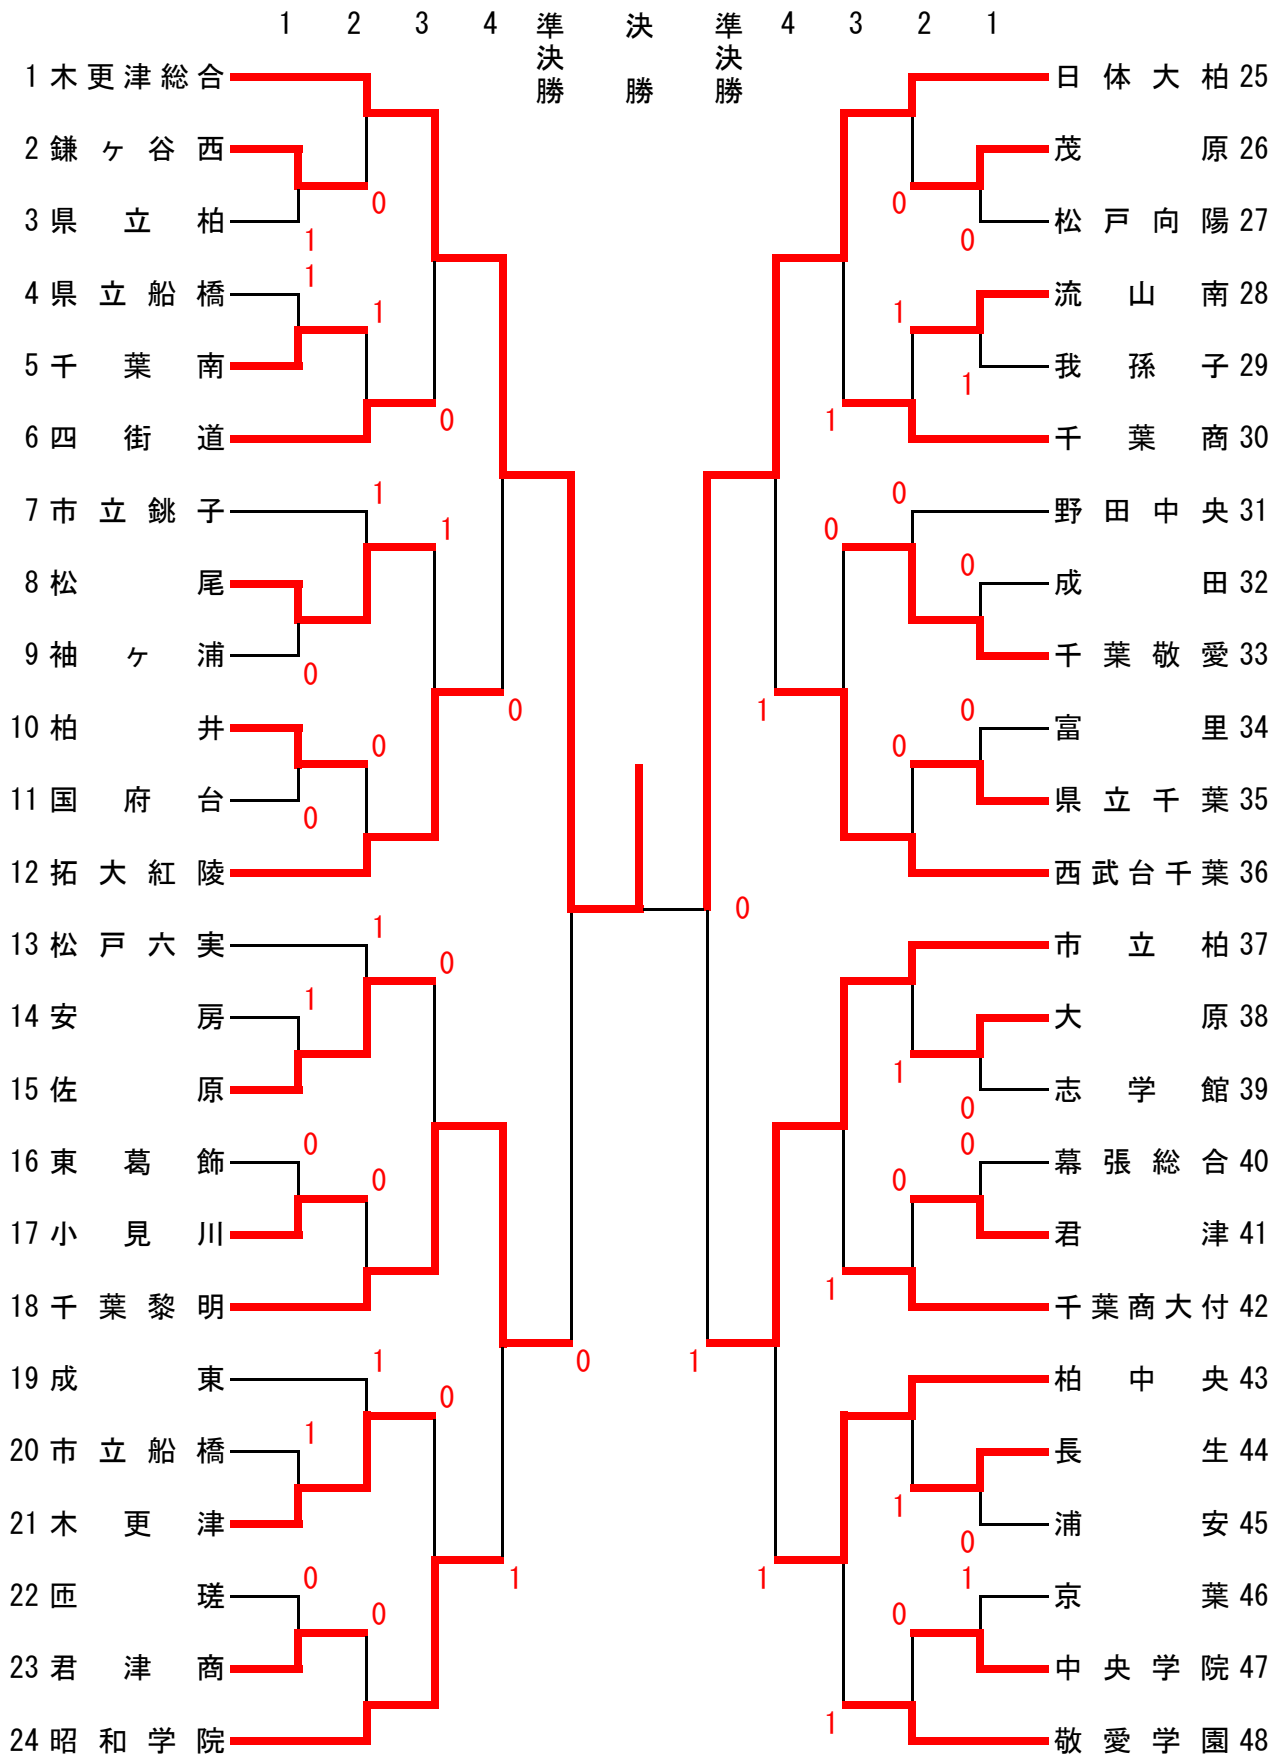 1 2 3 4 準決勝 決勝 準決勝 4 3 2 1
1 木更津総合 日体大柏 25
2 鎌ヶ谷西 茂原 26
0 0
3 県立柏 松戸向陽 27
1 0
1
4 県立船橋 流山南 28
1 1
5 千葉南 我孫子 29
1
0 1
6 四街道 千葉商 30
1 0
7 市立銚子 野田中央 31
1 0
0
8 松尾 成田 32
9 袖ヶ浦 千葉敬愛 33
0
0 1 0
10 柏井 富里 34
0 0
11 国府台 県立千葉 35
0
12 拓大紅陵 西武台千葉 36
0
1
13 松戸六実 市立柏 37
0
1
14 安房 大原 38
1
15 佐原 志学館 39
0
0 0
16 東葛飾 幕張総合 40
0 0
17 小見川 君津 41
1
18 千葉黎明 千葉商大付 42
1 0 1
19 成東 柏中央 43
0
1
20 市立船橋 長生 44
1
21 木更津 浦安 45
0
0 1 1 1
22 匝瑳 京葉 46
0 0
23 君津商 中央学院 47
1
24 昭和学院 敬愛学園 48